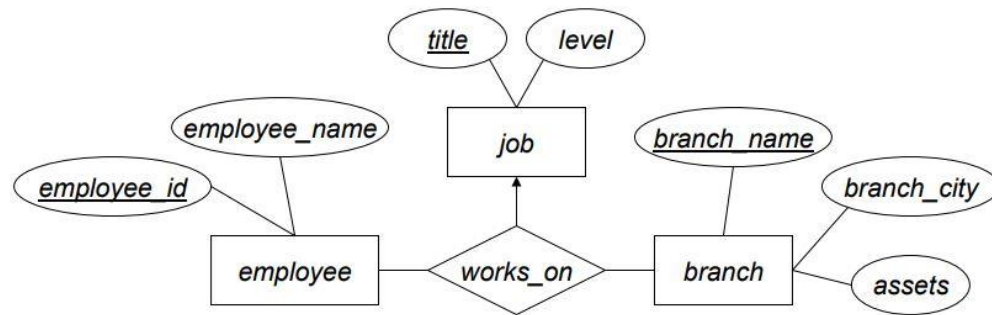 title
level
employee_name
job
branch_name
employee_id
branch_city
employee
works_on
branch
assets